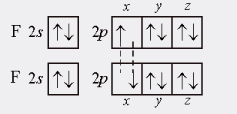 x y z
F 2s ↑↓ 2p ↑ ↑↓ ↑↓
F 2s ↑↓ 2p ↓ ↑↓ ↑↓
x y z